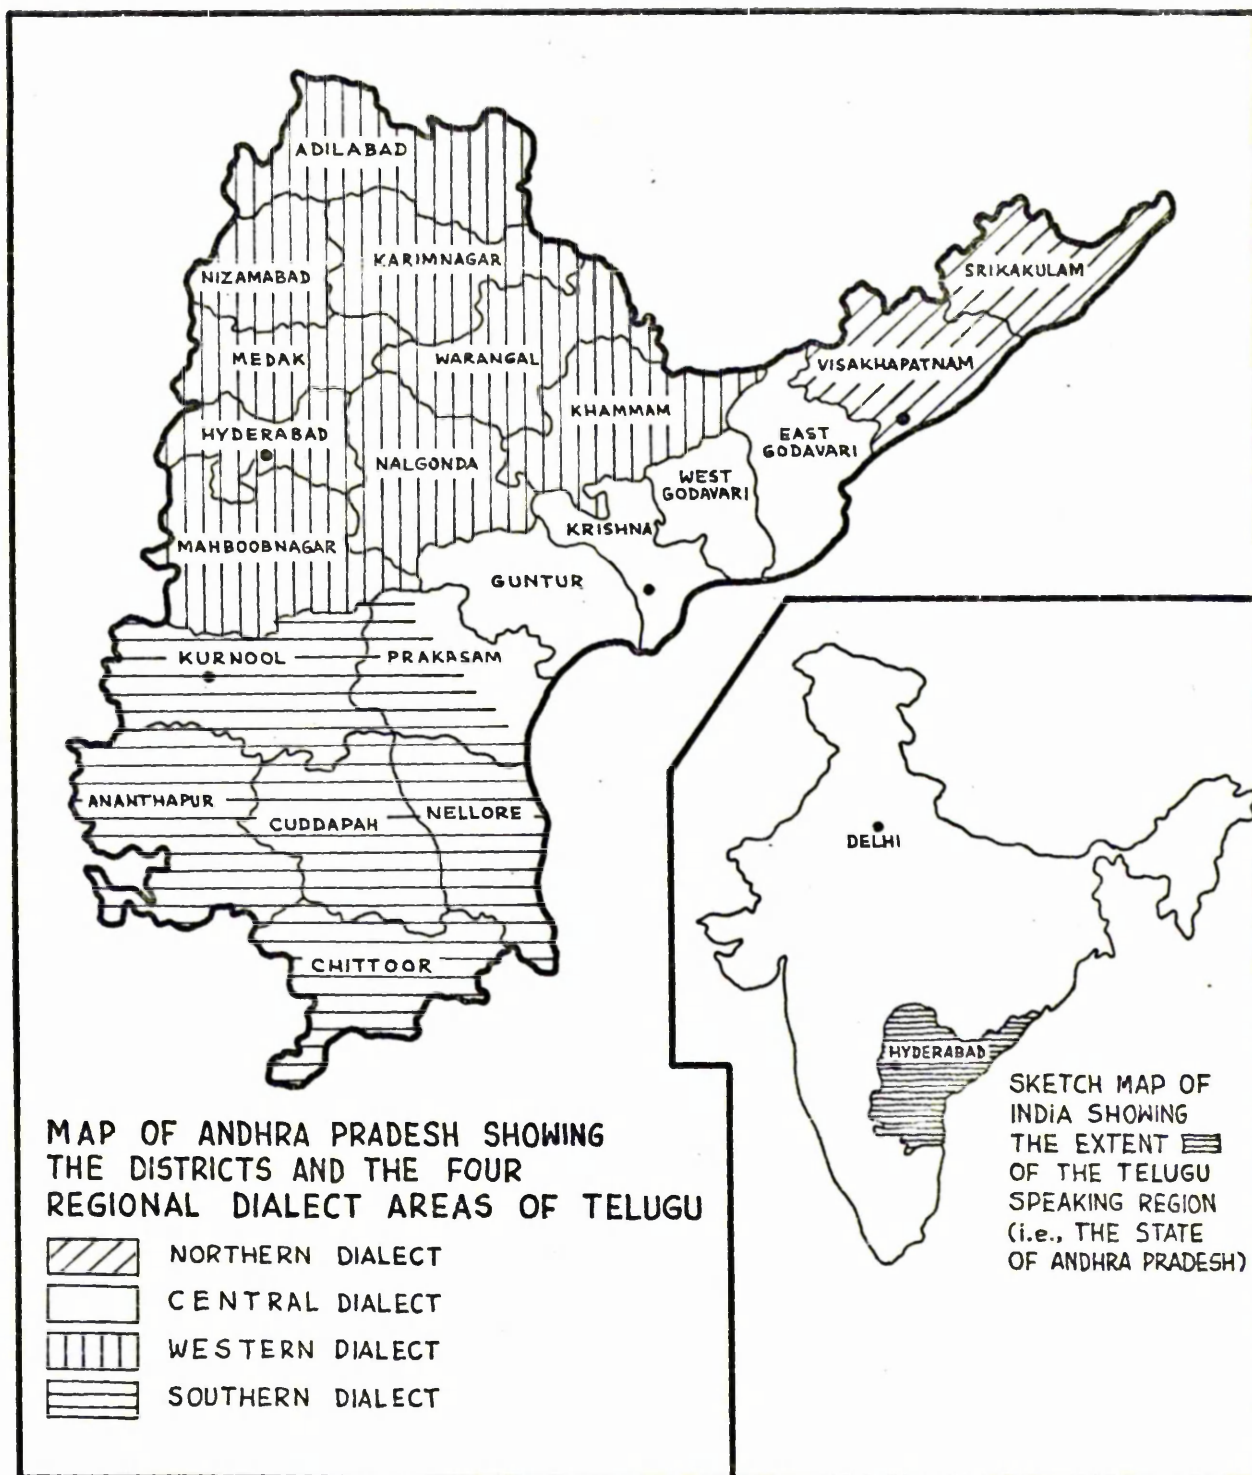 ADILABAD
SRIKAKULAM
KARIMNAGAR
NIZAMABAD
MEDAK
WARANGAL
VISAKHAPATNAM
KHAMMAM
HYDERABAD
EAST
GODAVARI
NALGONDA
WEST
GODAVARI
KRISHNA
MAHBOOBNAGAR
GUNTUR
KURNOOL
PRAKASAM
ANANTHAPUR
CUDDAPAH
NELLORE
CHITTOOR
DELHI
HYDERABAD
SKETCH MAP OF
INDIA SHOWING
THE EXTENT
OF THE TELUGU
SPEAKING REGION
(i.e., THE STATE
OF ANDHRA PRADESH)
MAP OF ANDHRA PRADESH SHOWING
THE DISTRICTS AND THE FOUR
REGIONAL DIALECT AREAS OF TELUGU
NORTHERN DIALECT
CENTRAL DIALECT
WESTERN DIALECT
SOUTHERN DIALECT